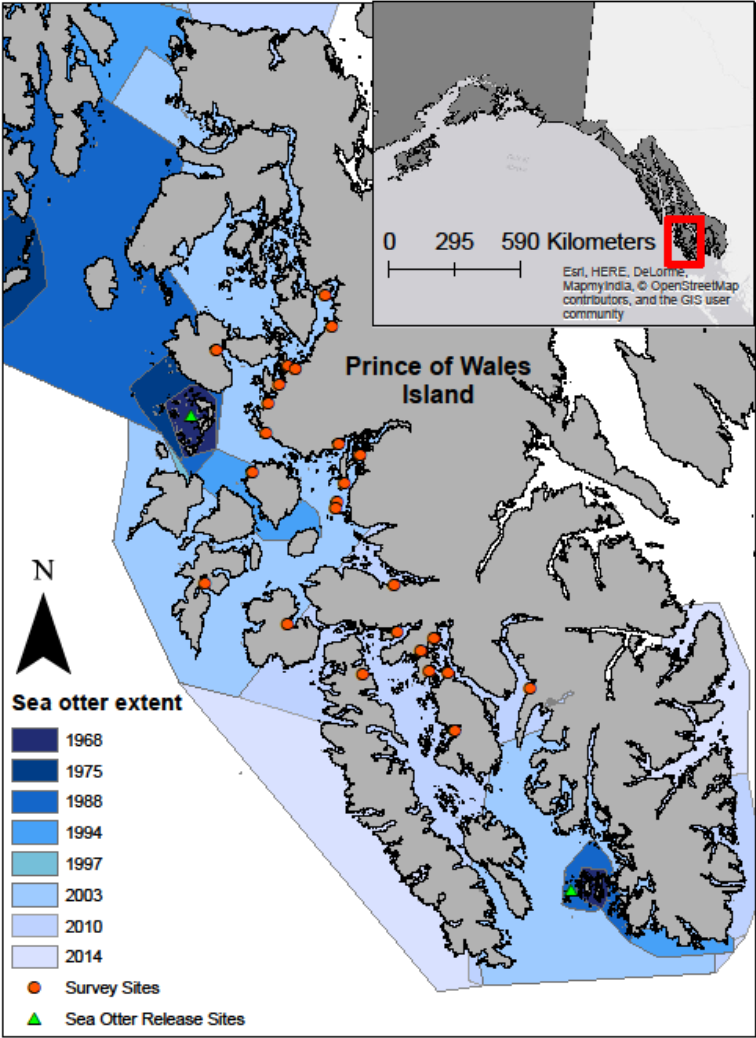 0 295 590 Kilometers
Esri, HERE, DeLorme,
MapmyIndia, © OpenStreetMap
contributors, and the GIS user
community
Prince of Wales
Island
N
Sea otter extent
1968
1975
1988
1994
1997
2003
2010
2014
Survey Sites
Sea Otter Release Sites